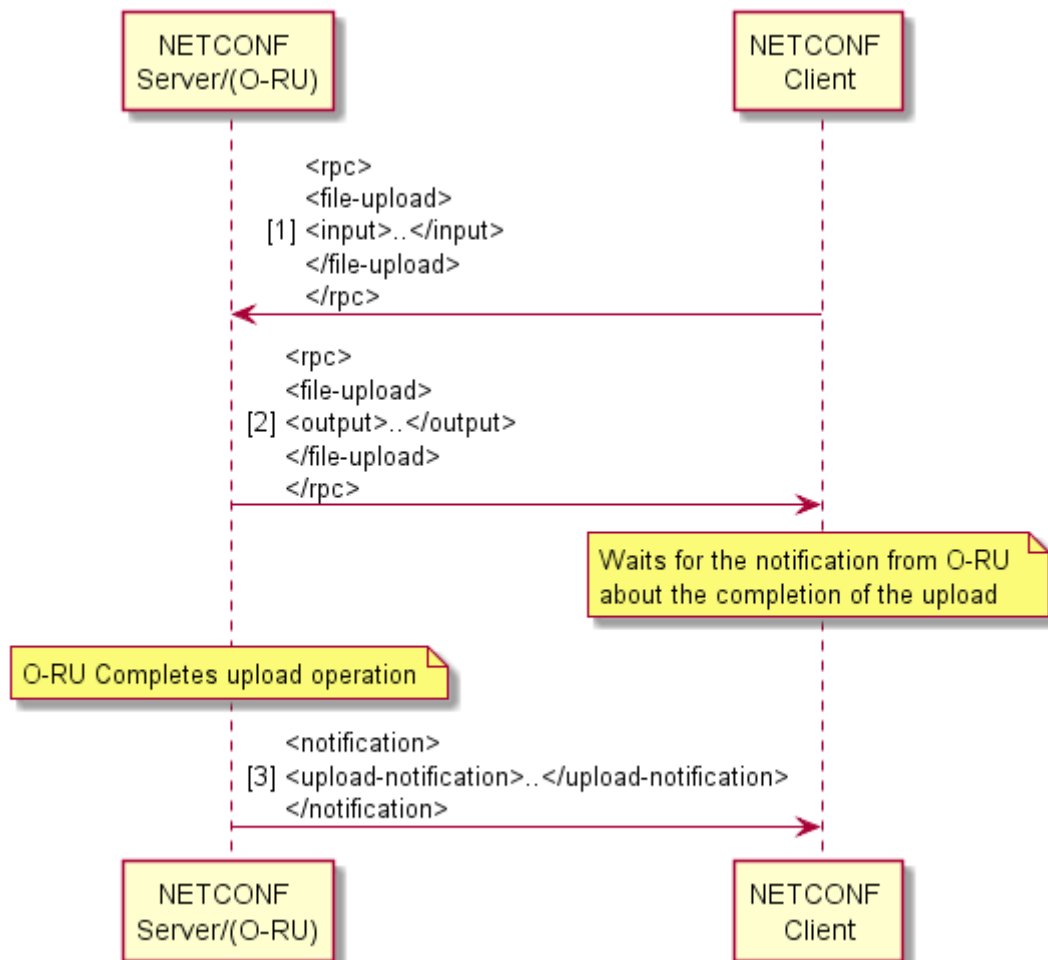 NETCONF
Server/(O-RU)
NETCONF
Client
<rpc>
<file-upload>
[1] <input>..</input>
</file-upload>
</rpc>
<rpc>
<file-upload>
[2] <output>..</output>
</file-upload>
</rpc>
Waits for the notification from O-RU
about the completion of the upload
O-RU Completes upload operation
<notification>
[3] <upload-notification>..</upload-notification>
</notification>
NETCONF
Server/(O-RU)
NETCONF
Client